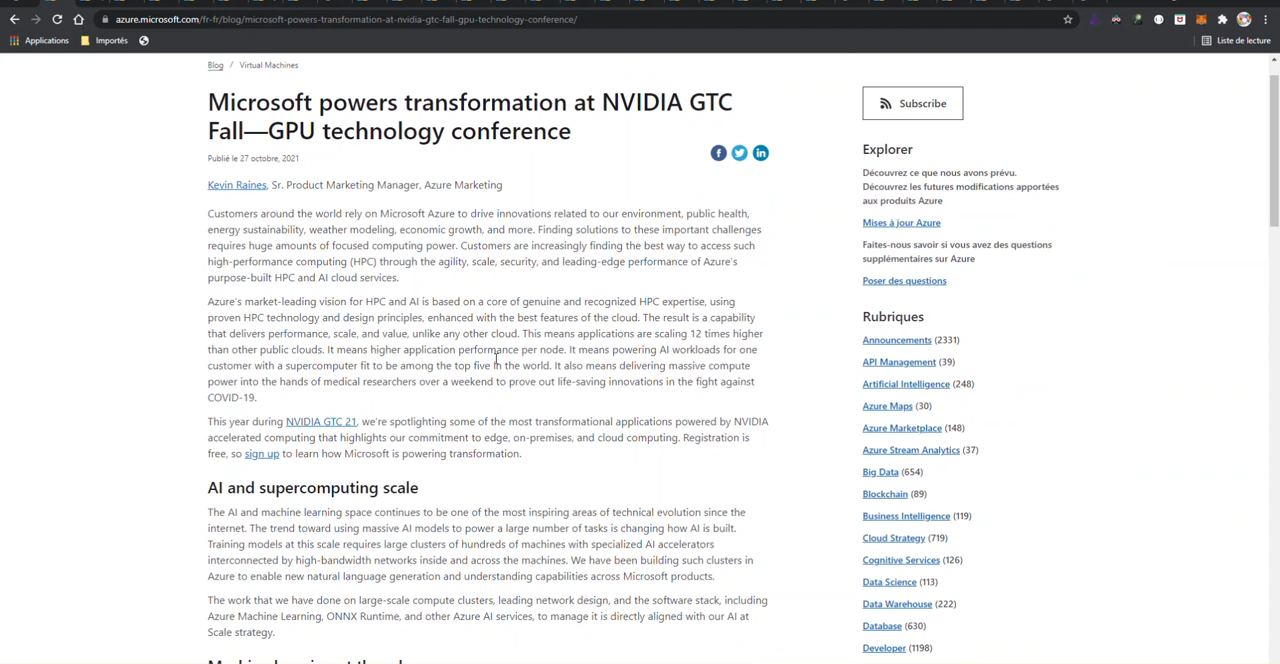 azure.microsoft.com/fr-fr/blog/microsoft-powers-transformation-at-nvidia-gtc-fall-gpu-technology-conference/
Applications
Importés
Liste de lecture
Blog / Virtual Machines
Microsoft powers transformation at NVIDIA GTC
Fall—GPU technology conference
Publié le 27 octobre, 2021
Kevin Raines, Sr. Product Marketing Manager, Azure Marketing
Customers around the world rely on Microsoft Azure to drive innovations related to our environment, public health,
energy sustainability, weather modeling, economic growth, and more. Finding solutions to these important challenges
requires huge amounts of focused computing power. Customers are increasingly finding the best way to access such
high-performance computing (HPC) through the agility, scale, security, and leading-edge performance of Azure's
purpose-built HPC and AI cloud services.
Azure's market-leading vision for HPC and AI is based on a core of genuine and recognized HPC expertise, using
proven HPC technology and design principles, enhanced with the best features of the cloud. The result is a capability
that delivers performance, scale, and value, unlike any other cloud. This means applications are scaling 12 times higher
than other public clouds. It means higher application performance per node. It means powering AI workloads for one
customer with a supercomputer fit to be among the top five in the world. It also means delivering massive compute
power into the hands of medical researchers over a weekend to prove out life-saving innovations in the fight against
COVID-19.
This year during NVIDIA GTC 21, we're spotlighting some of the most transformational applications powered by NVIDIA
accelerated computing that highlights our commitment to edge, on-premises, and cloud computing. Registration is
free, so sign up to learn how Microsoft is powering transformation.
AI and supercomputing scale
The AI and machine learning space continues to be one of the most inspiring areas of technical evolution since the
internet. The trend toward using massive AI models to power a large number of tasks is changing how AI is built.
Training models at this scale requires large clusters of hundreds of machines with specialized AI accelerators
interconnected by high-bandwidth networks inside and across the machines. We have been building such clusters in
Azure to enable new natural language generation and understanding capabilities across Microsoft products.
The work that we have done on large-scale compute clusters, leading network design, and the software stack, including
Azure Machine Learning, ONNX Runtime, and other Azure AI services, to manage it is directly aligned with our AI at
Scale strategy.
Subscribe
Explorer
Découvrez ce que nous avons prévu.
Découvrez les futures modifications apportées
aux produits Azure
Mises à jour Azure
Faites-nous savoir si vous avez des questions
supplémentaires sur Azure
Poser des questions
Rubriques
Announcements (2331)
API Management (39)
Artificial Intelligence (248)
Azure Maps (30)
Azure Marketplace (148)
Azure Stream Analytics (37)
Big Data (654)
Blockchain (89)
Business Intelligence (119)
Cloud Strategy (719)
Cognitive Services (126)
Data Science (113)
Data Warehouse (222)
Database (630)
Developer (1198)